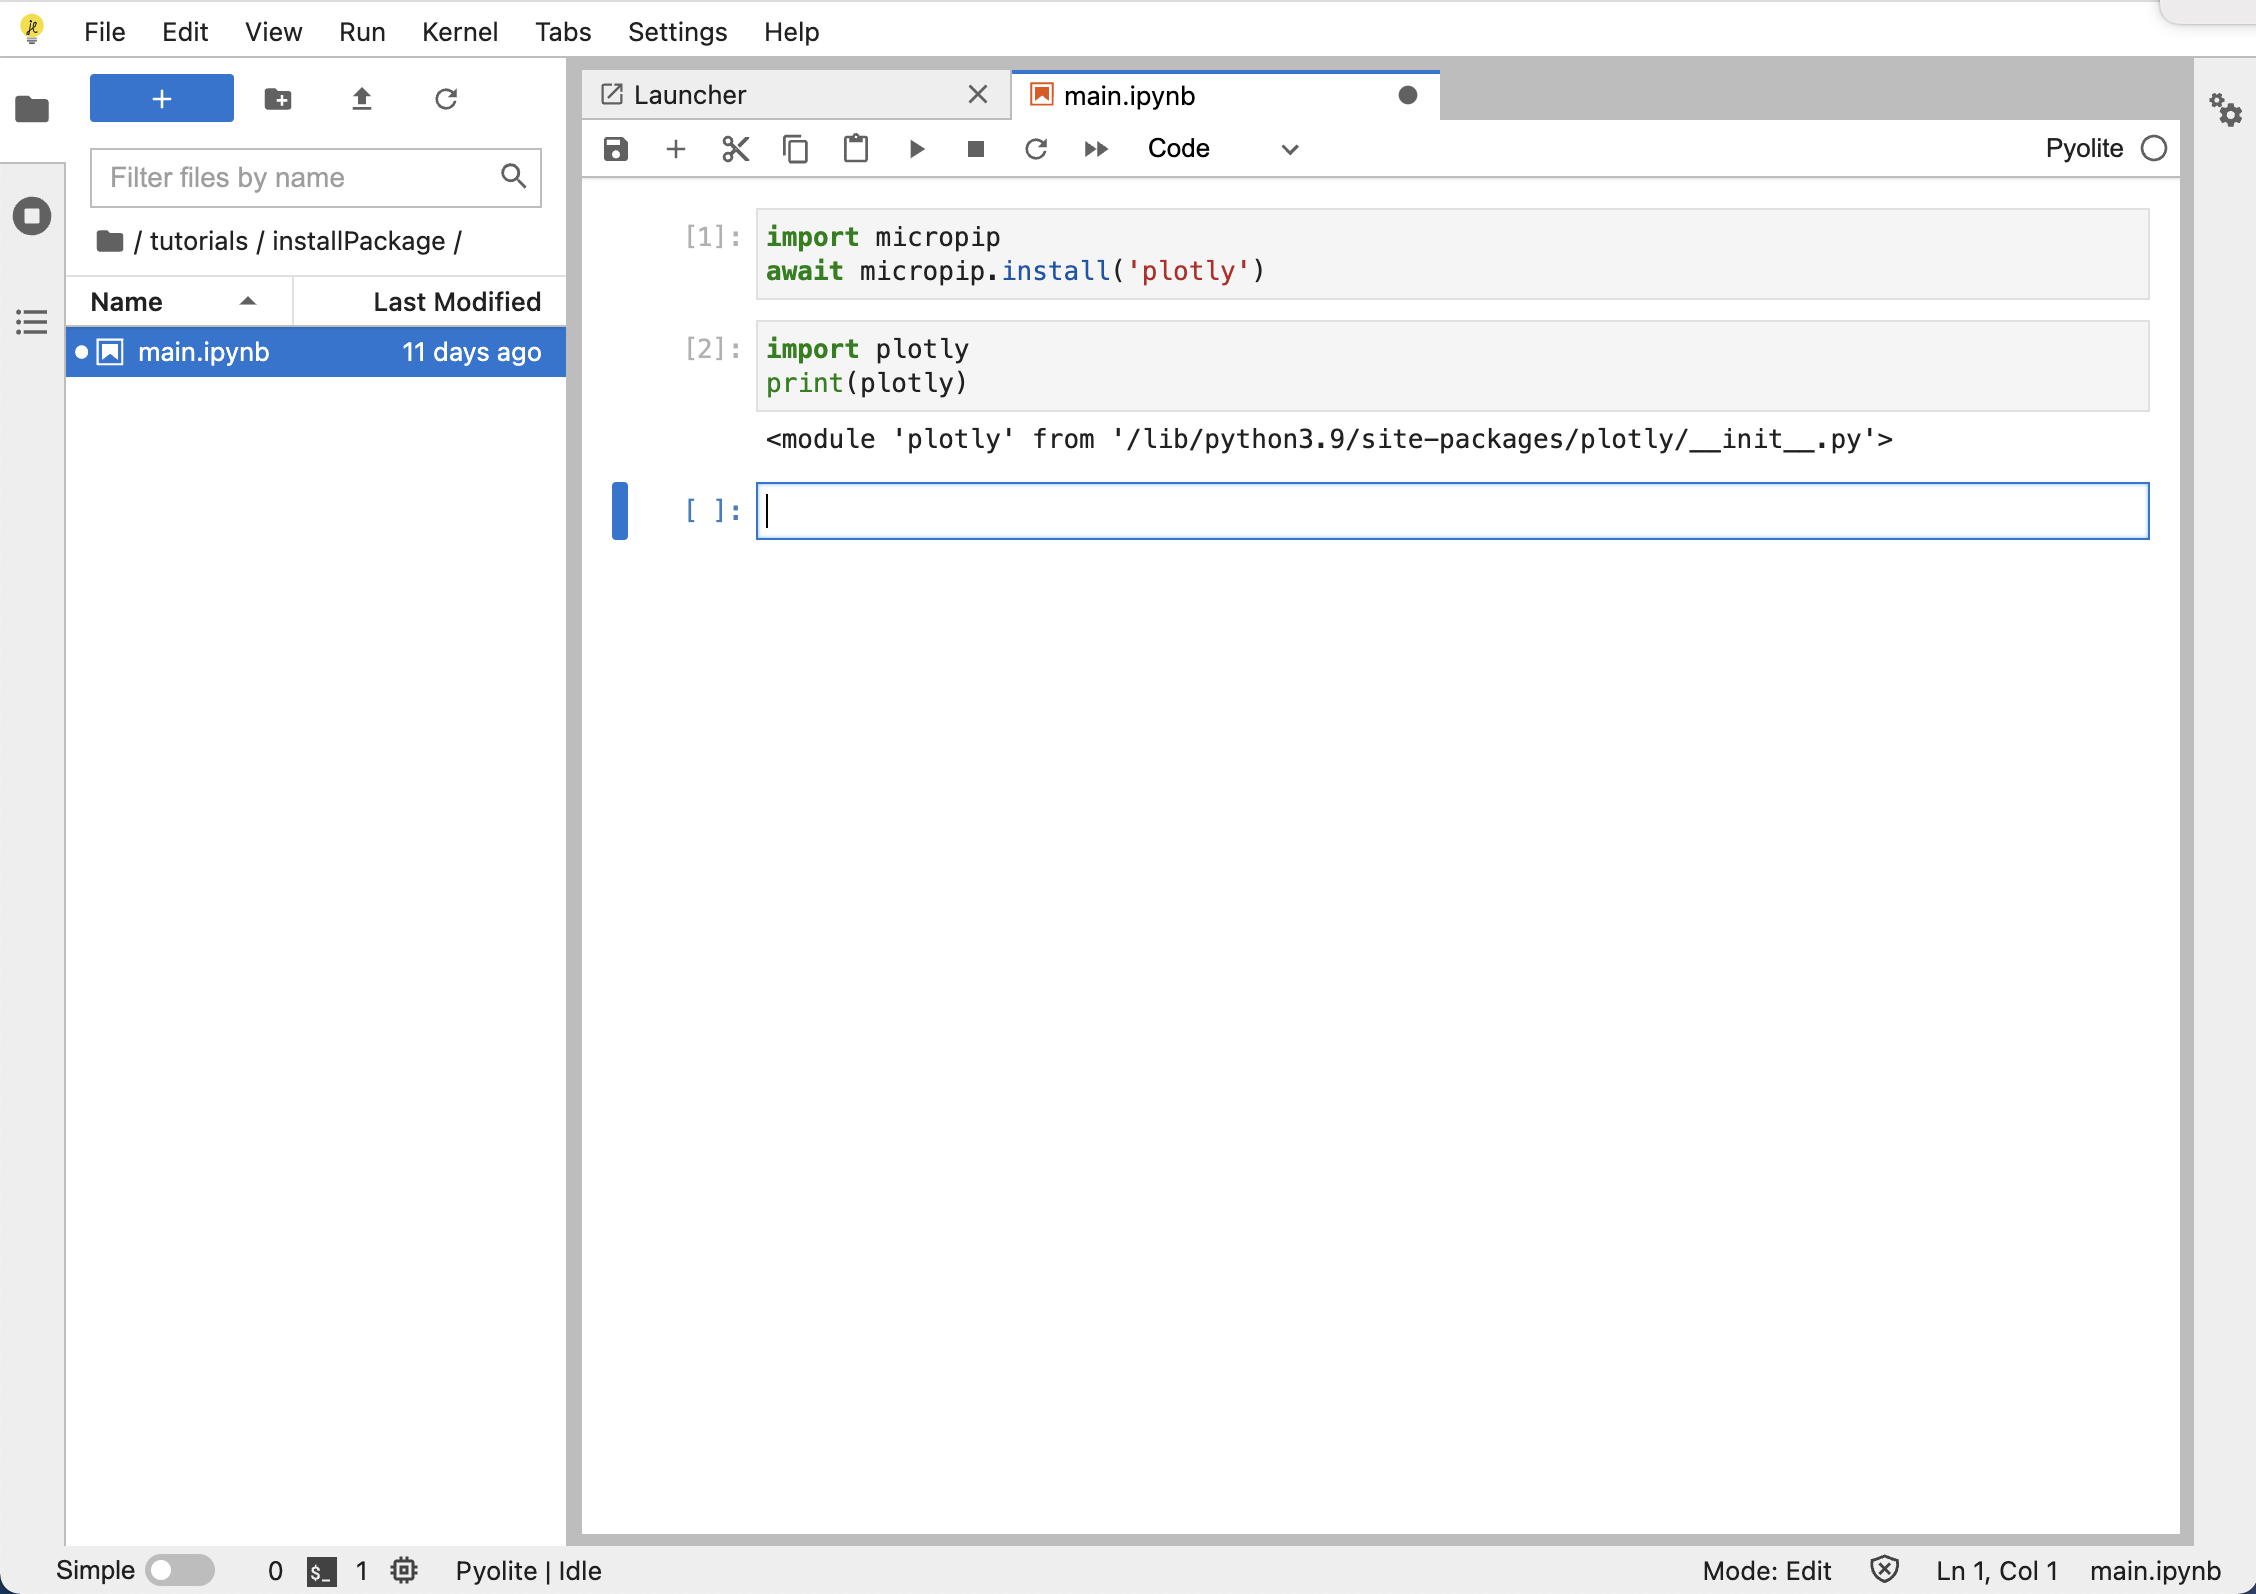 File Edit View Run Kernel Tabs Settings Help
+
Filter files by name
/ tutorials / installPackage /
Name Last Modified
main.ipynb 11 days ago
Launcher
main.ipynb
Code
Pyolite
[1]: import micropip
await micropip.install('plotly')
[2]: import plotly
print(plotly)
<module 'plotly' from '/lib/python3.9/site-packages/plotly/__init__.py'>
[ ]:
Simple 0 $_ 1 Pyolite | Idle Mode: Edit Ln 1, Col 1 main.ipynb